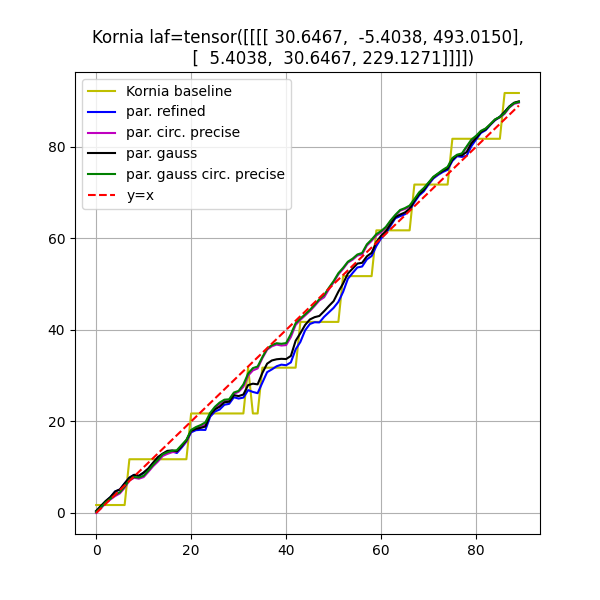 Kornia laf=tensor([[[[ 30.6467,  -5.4038, 493.0150],
[  5.4038,  30.6467, 229.1271]]]])
Kornia baseline
par. refined
par. circ. precise
par. gauss
par. gauss circ. precise
y=x
80
60
40
20
0
0 20 40 60 80